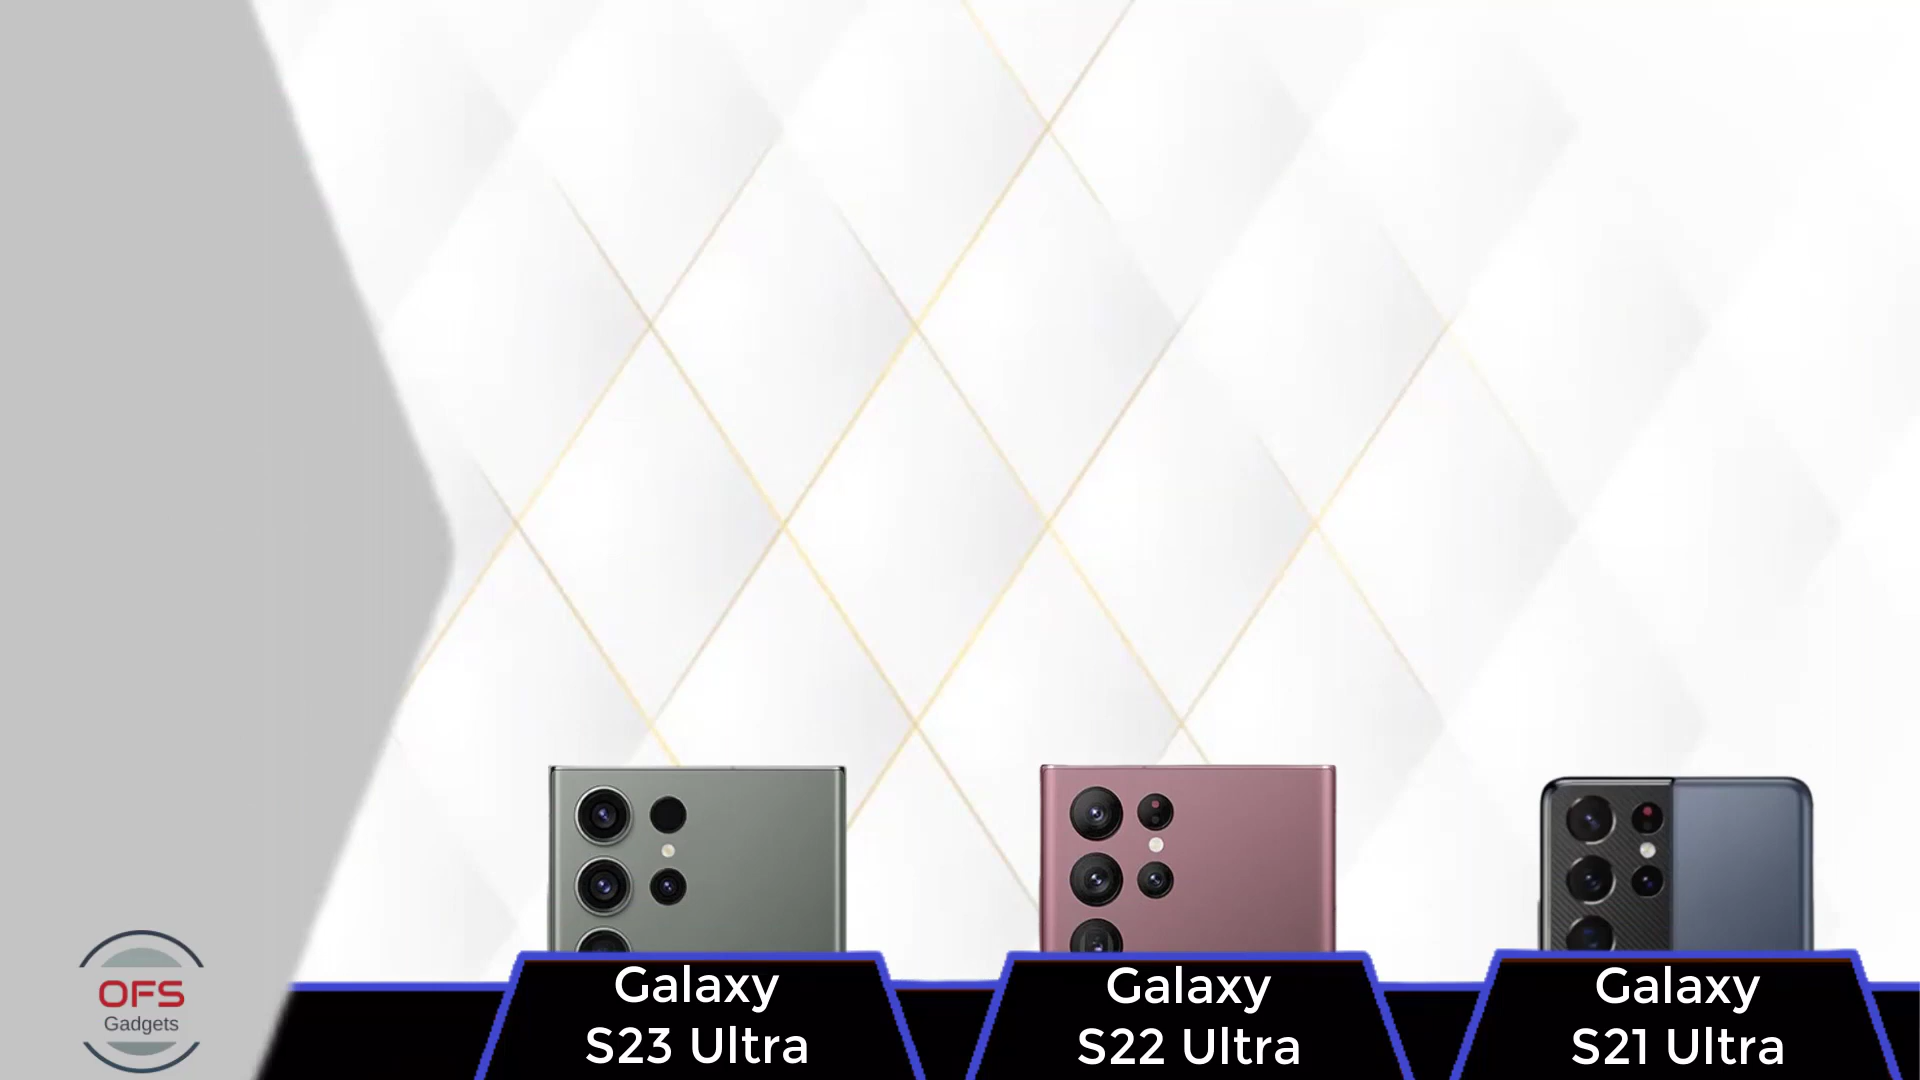 Galaxy
S23 Ultra
Galaxy
S22 Ultra
Galaxy
S21 Ultra
OFS
Gadgets